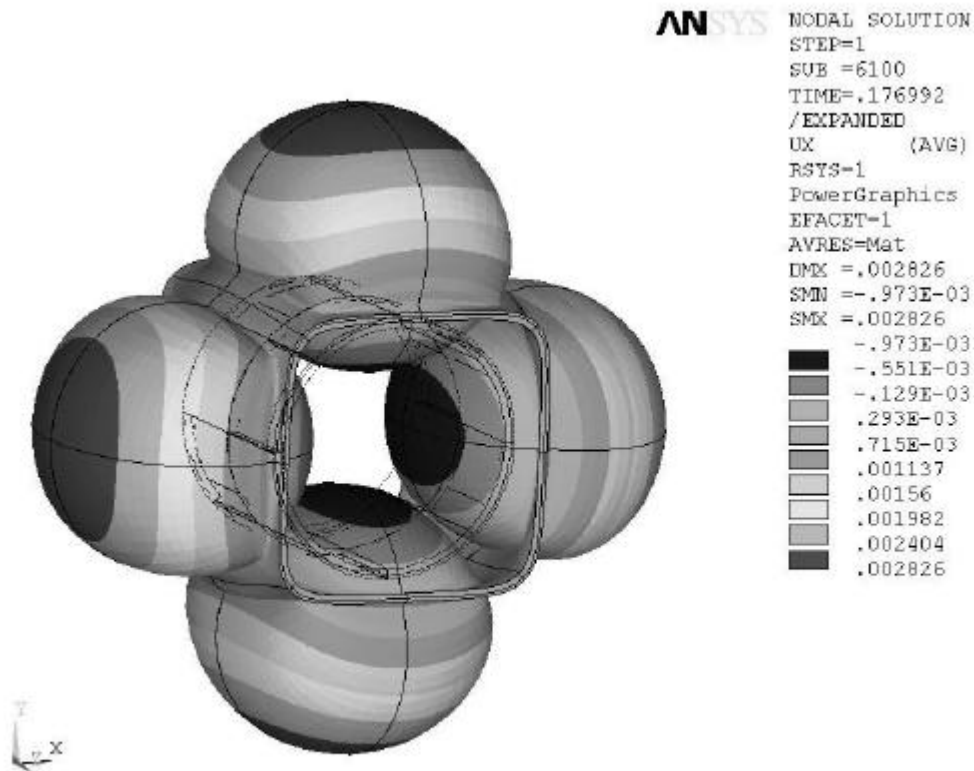 ANSYS
NODAL SOLUTION
STEP=1
SUB =6100
TIME=.176992
/EXPANDED
UX (AVG)
RSYS=1
PowerGraphics
EFACET=1
AVRES=Mat
DMX =.002826
SMN =-.973E-03
SMX =.002826
-.973E-03
-.551E-03
-.129E-03
.293E-03
.715E-03
.001137
.00156
.001982
.002404
.002826
X